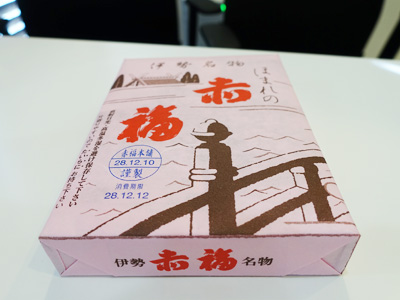 伊勢名物
ほまれの
赤福
赤福本舗
28.12.10
謹製
消費期限
28.12.12
伊勢 赤福 名物